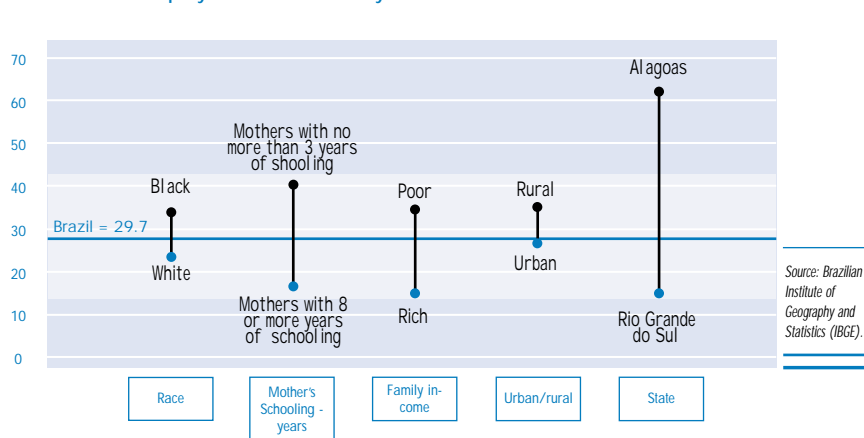 70
60
50
40
30
20
10
0
Brazil = 29.7
Black
White
Mothers with no
more than 3 years
of shooling
Mothers with 8
or more years
of schooling
Poor
Rich
Rural
Urban
Alagoas
Rio Grande
do Sul
Race
Mother's
Schooling -
years
Family in-
come
Urban/rural
State
Source: Brazilian
Institute of
Geography and
Statistics (IBGE).